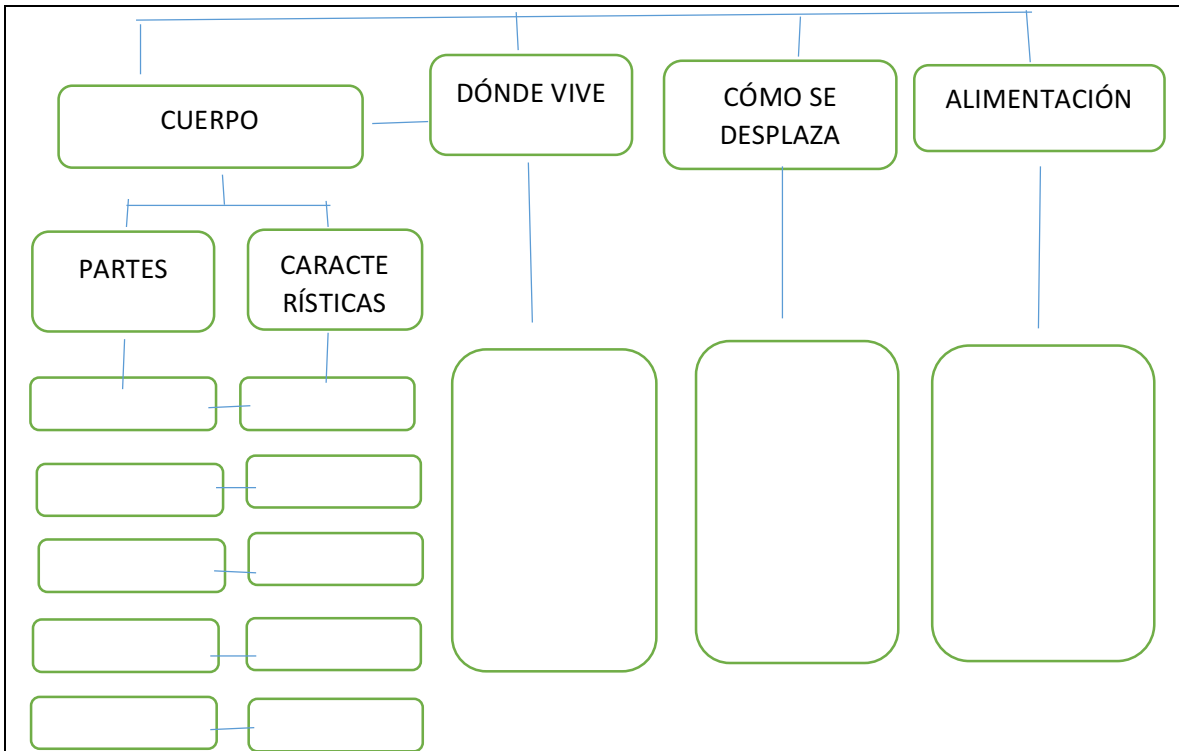 CUERPO
DÓNDE VIVE
CÓMO SE
DESPLAZA
ALIMENTACIÓN
PARTES
CARACTE
RÍSTICAS